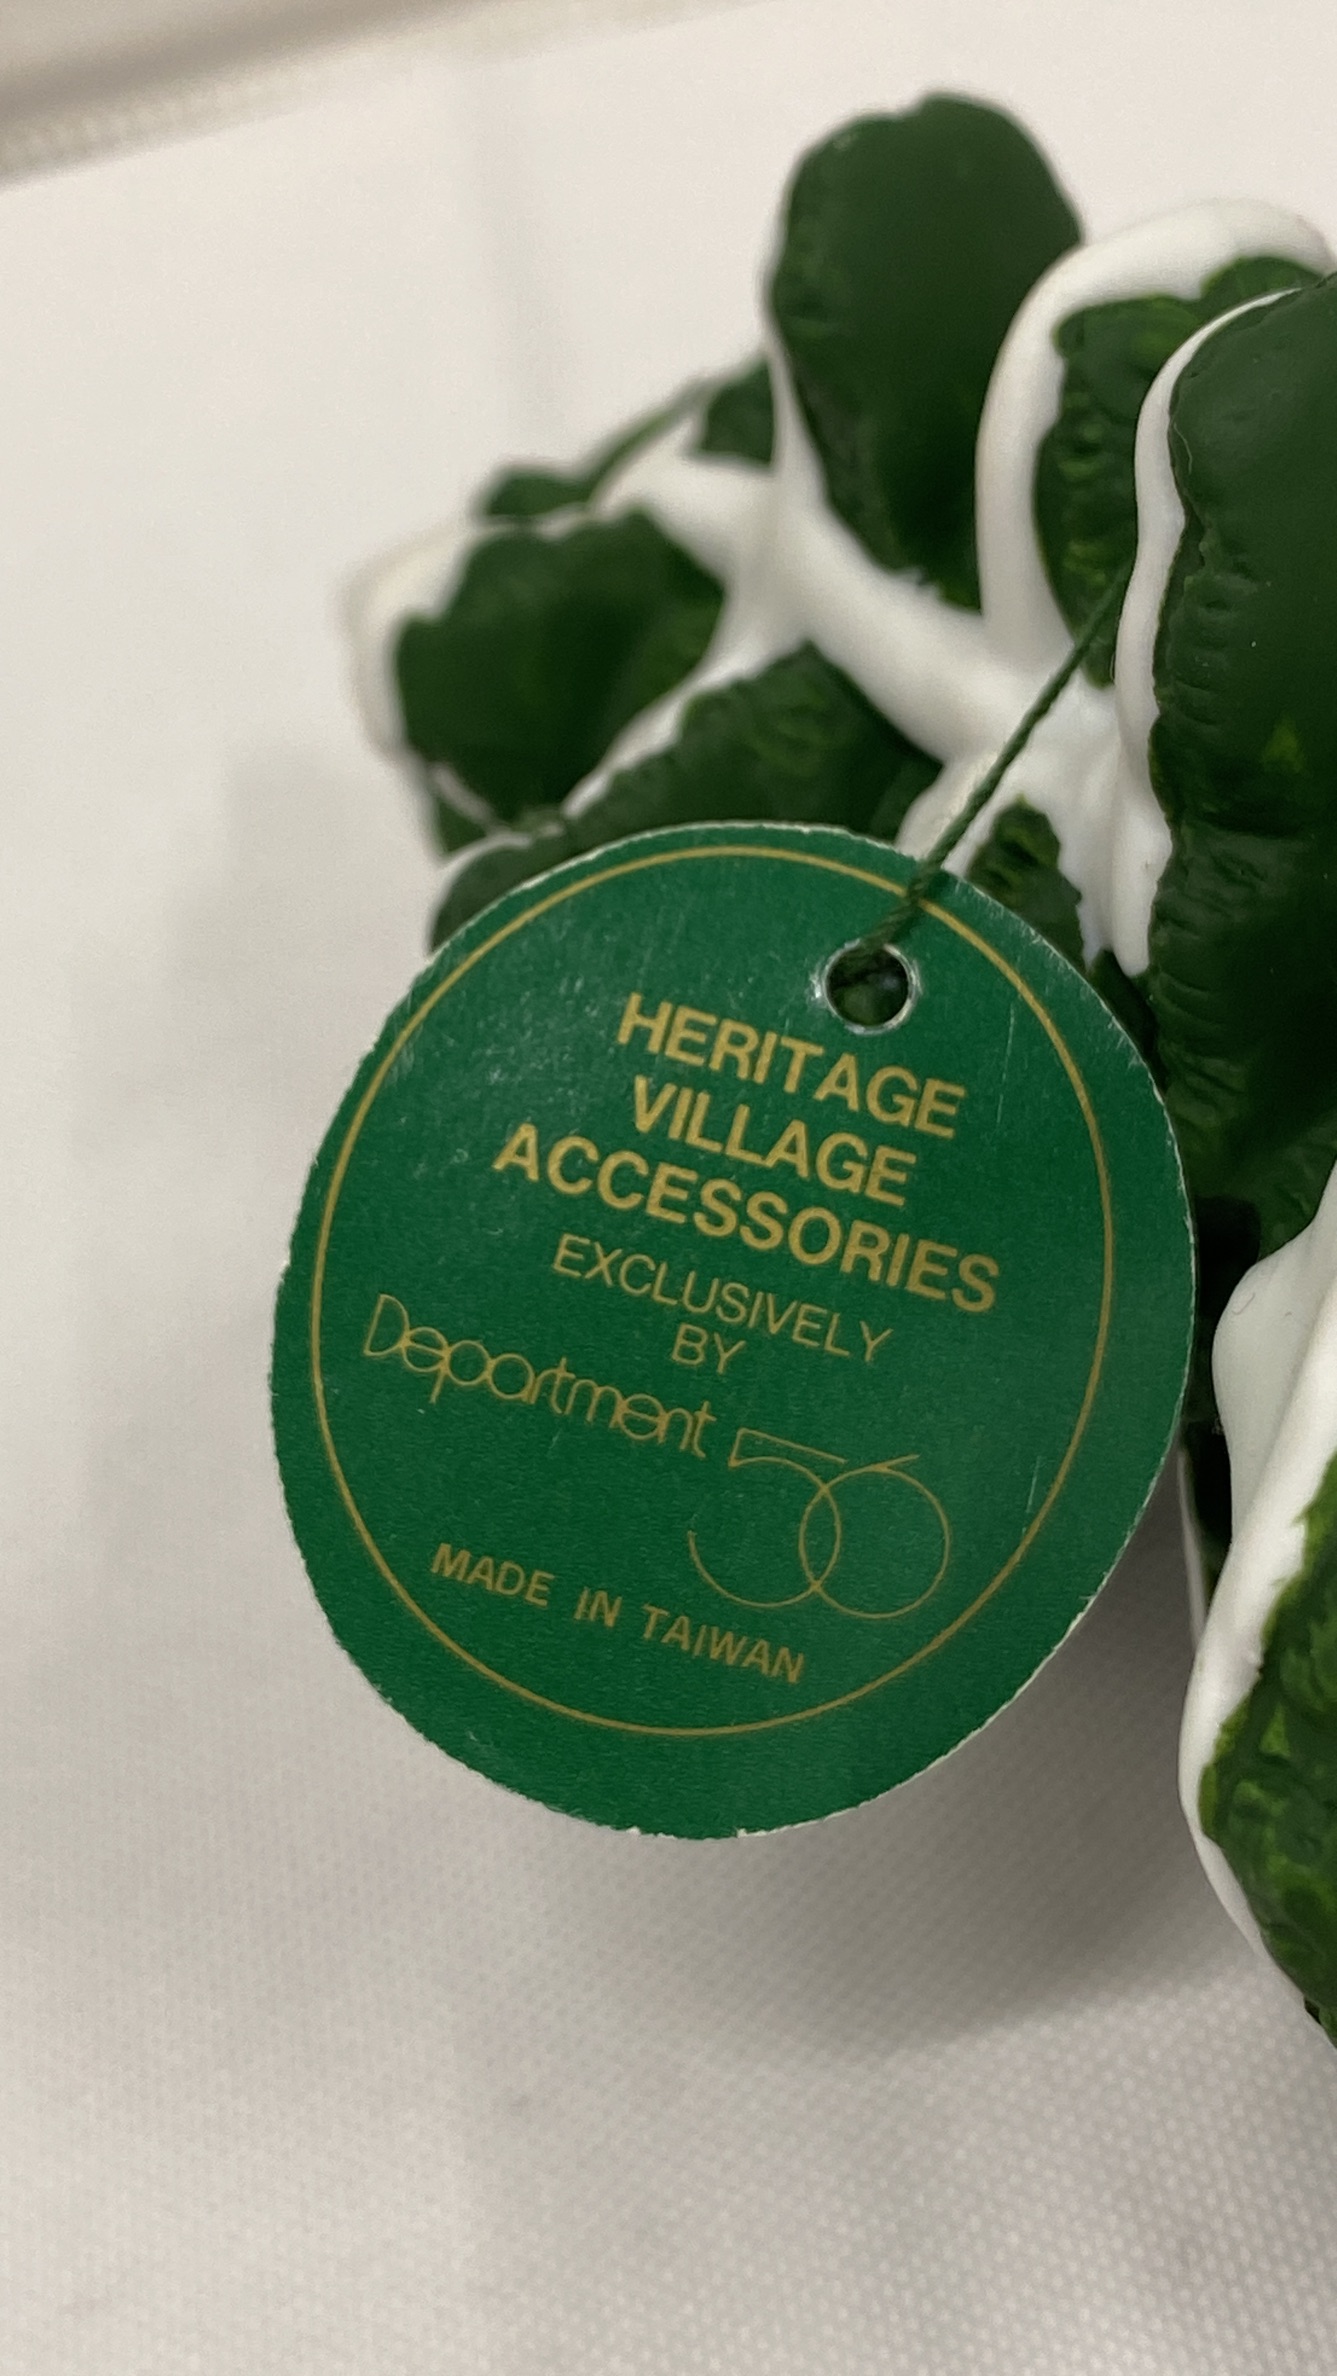 HERITAGE
VILLAGE
ACCESSORIES
EXCLUSIVELY
BY
Department 56
MADE IN TAIWAN